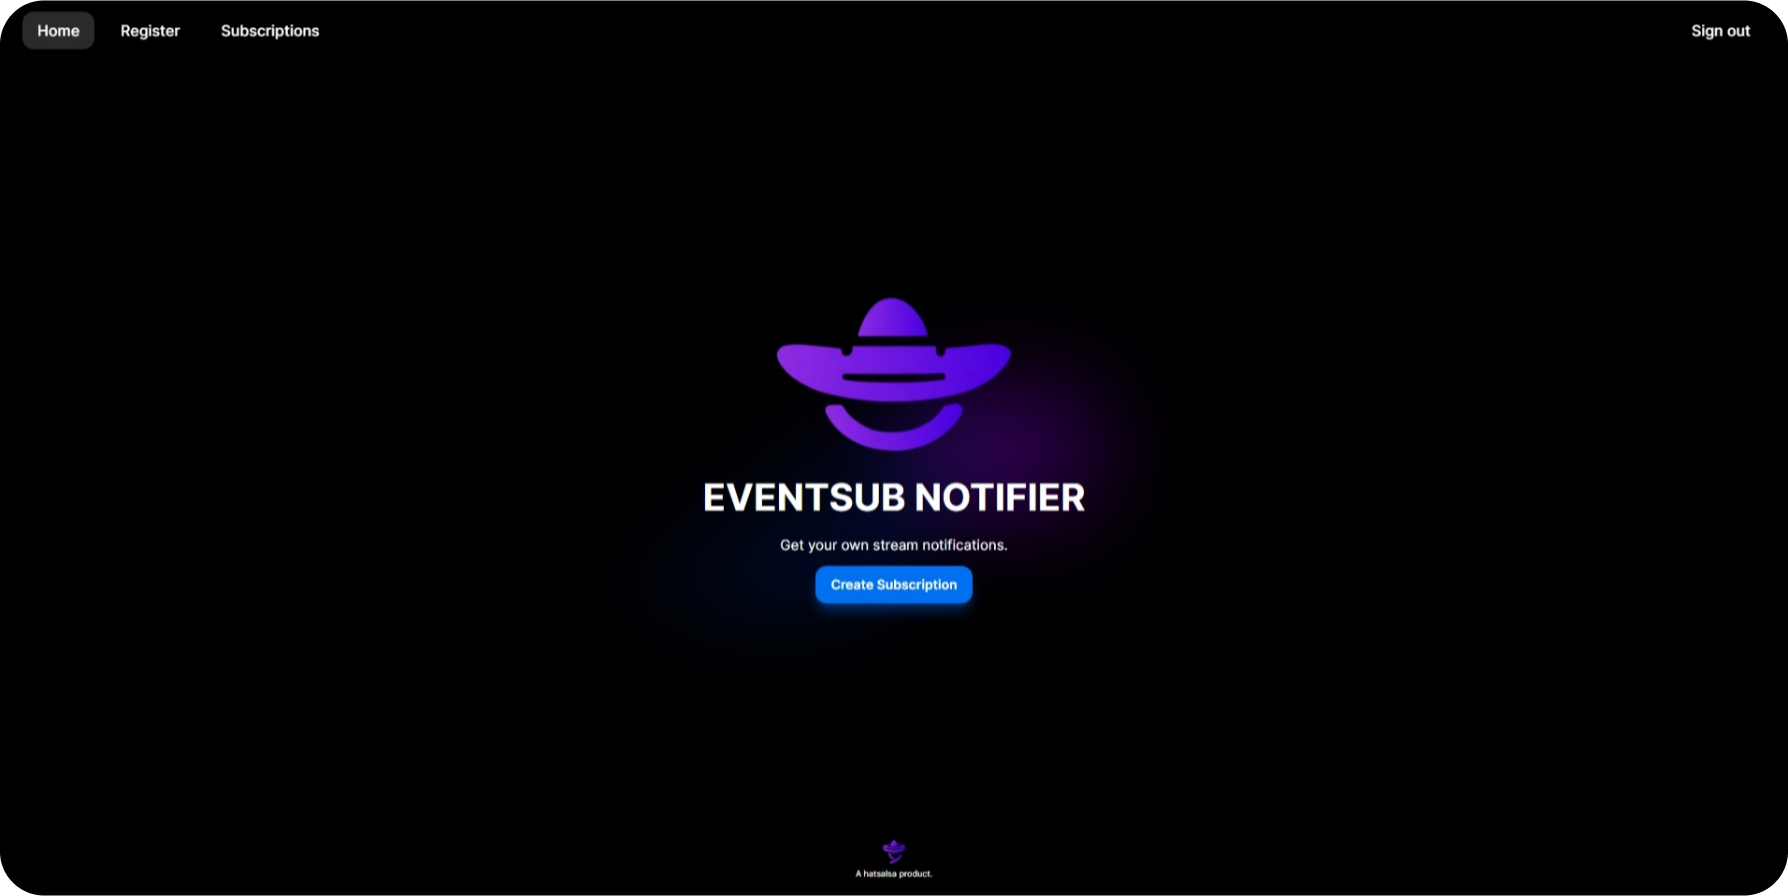 Home Register Subscriptions Sign out
EVENTSUB NOTIFIER
Get your own stream notifications.
Create Subscription
A hatsalsa product.